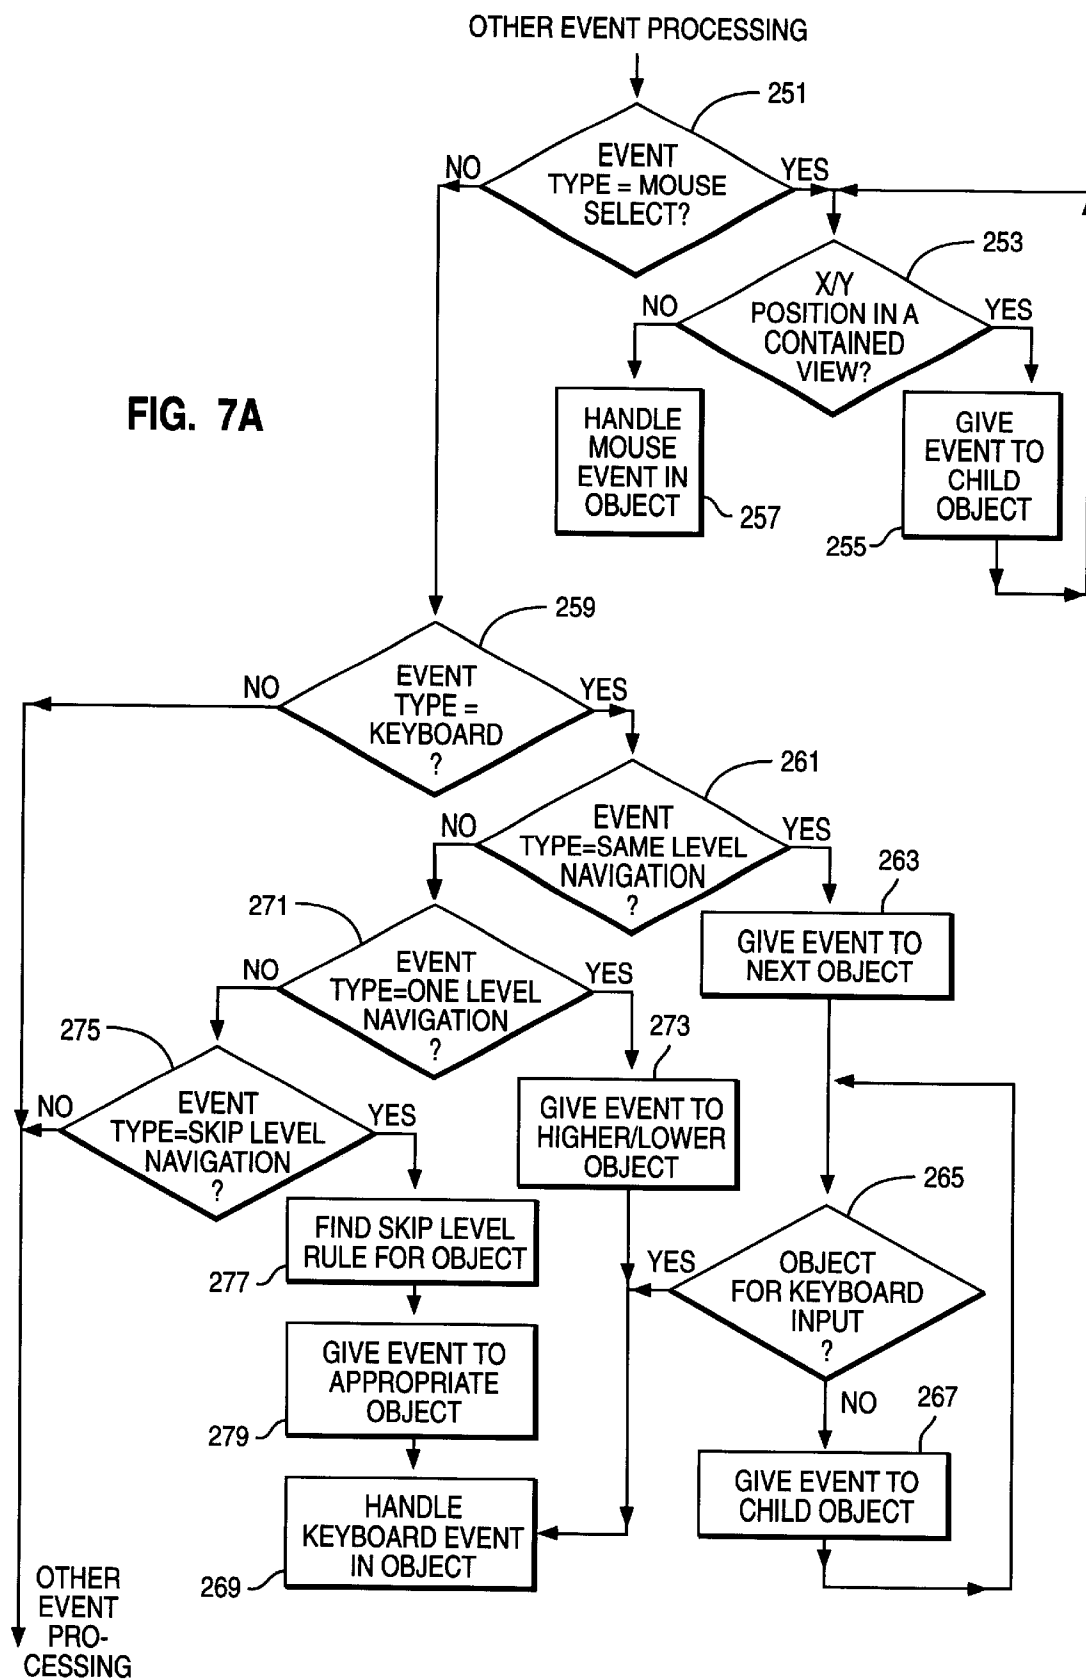 OTHER EVENT PROCESSING
251
NO
EVENT
TYPE = MOUSE
SELECT?
YES
253
NO
X/Y
POSITION IN A
CONTAINED
VIEW?
YES
FIG. 7A
HANDLE
MOUSE
EVENT IN
OBJECT
257
GIVE
EVENT TO
CHILD
OBJECT
255
259
NO
EVENT
TYPE =
KEYBOARD
?
YES
261
NO
EVENT
TYPE=SAME LEVEL
NAVIGATION
?
YES
263
GIVE EVENT TO
NEXT OBJECT
271
NO
EVENT
TYPE=ONE LEVEL
NAVIGATION
?
YES
273
GIVE EVENT TO
HIGHER/LOWER
OBJECT
275
NO
EVENT
TYPE=SKIP LEVEL
NAVIGATION
?
YES
265
YES
OBJECT
FOR KEYBOARD
INPUT
?
NO
FIND SKIP LEVEL
RULE FOR OBJECT
277
GIVE EVENT TO
APPROPRIATE
OBJECT
279
267
GIVE EVENT TO
CHILD OBJECT
HANDLE
KEYBOARD EVENT
IN OBJECT
269
OTHER
EVENT
PRO-
CESSING